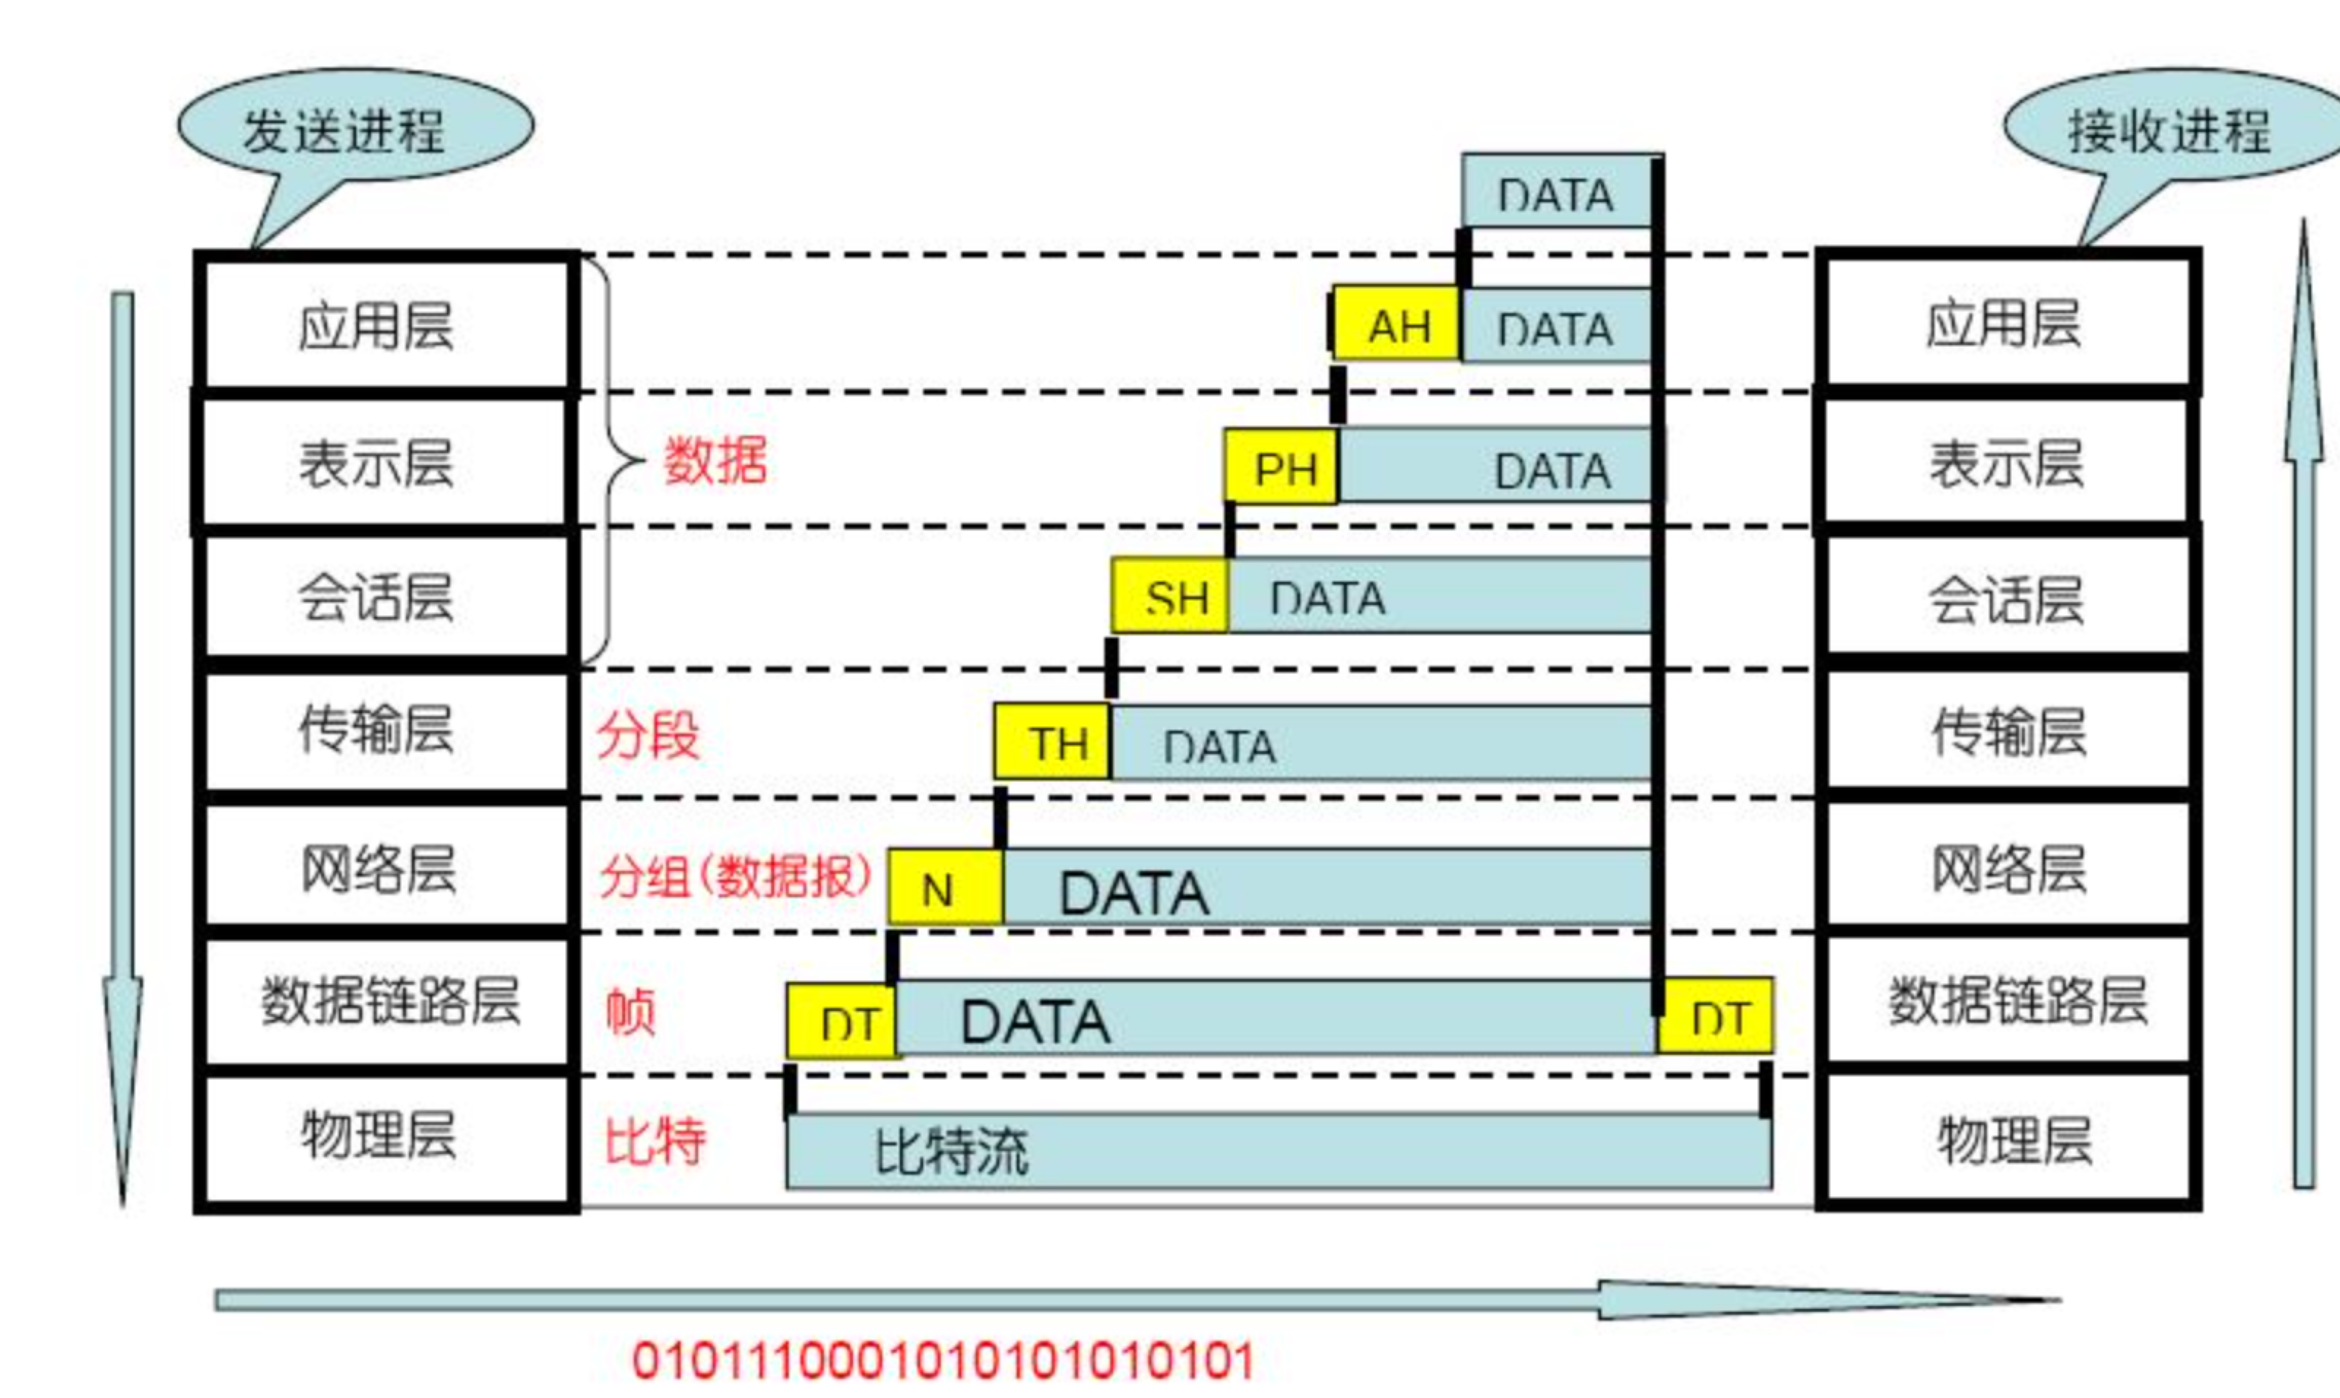 发送进程
接收进程
DATA
应用层
AH
DATA
应用层
表示层
数据
PH
DATA
表示层
会话层
SH
DATA
会话层
传输层
分段
TH
DATA
传输层
网络层
分组(数据报)
N
DATA
网络层
数据链路层
帧
DT
DATA
DT
数据链路层
物理层
比特
比特流
物理层
0101110001010101010101